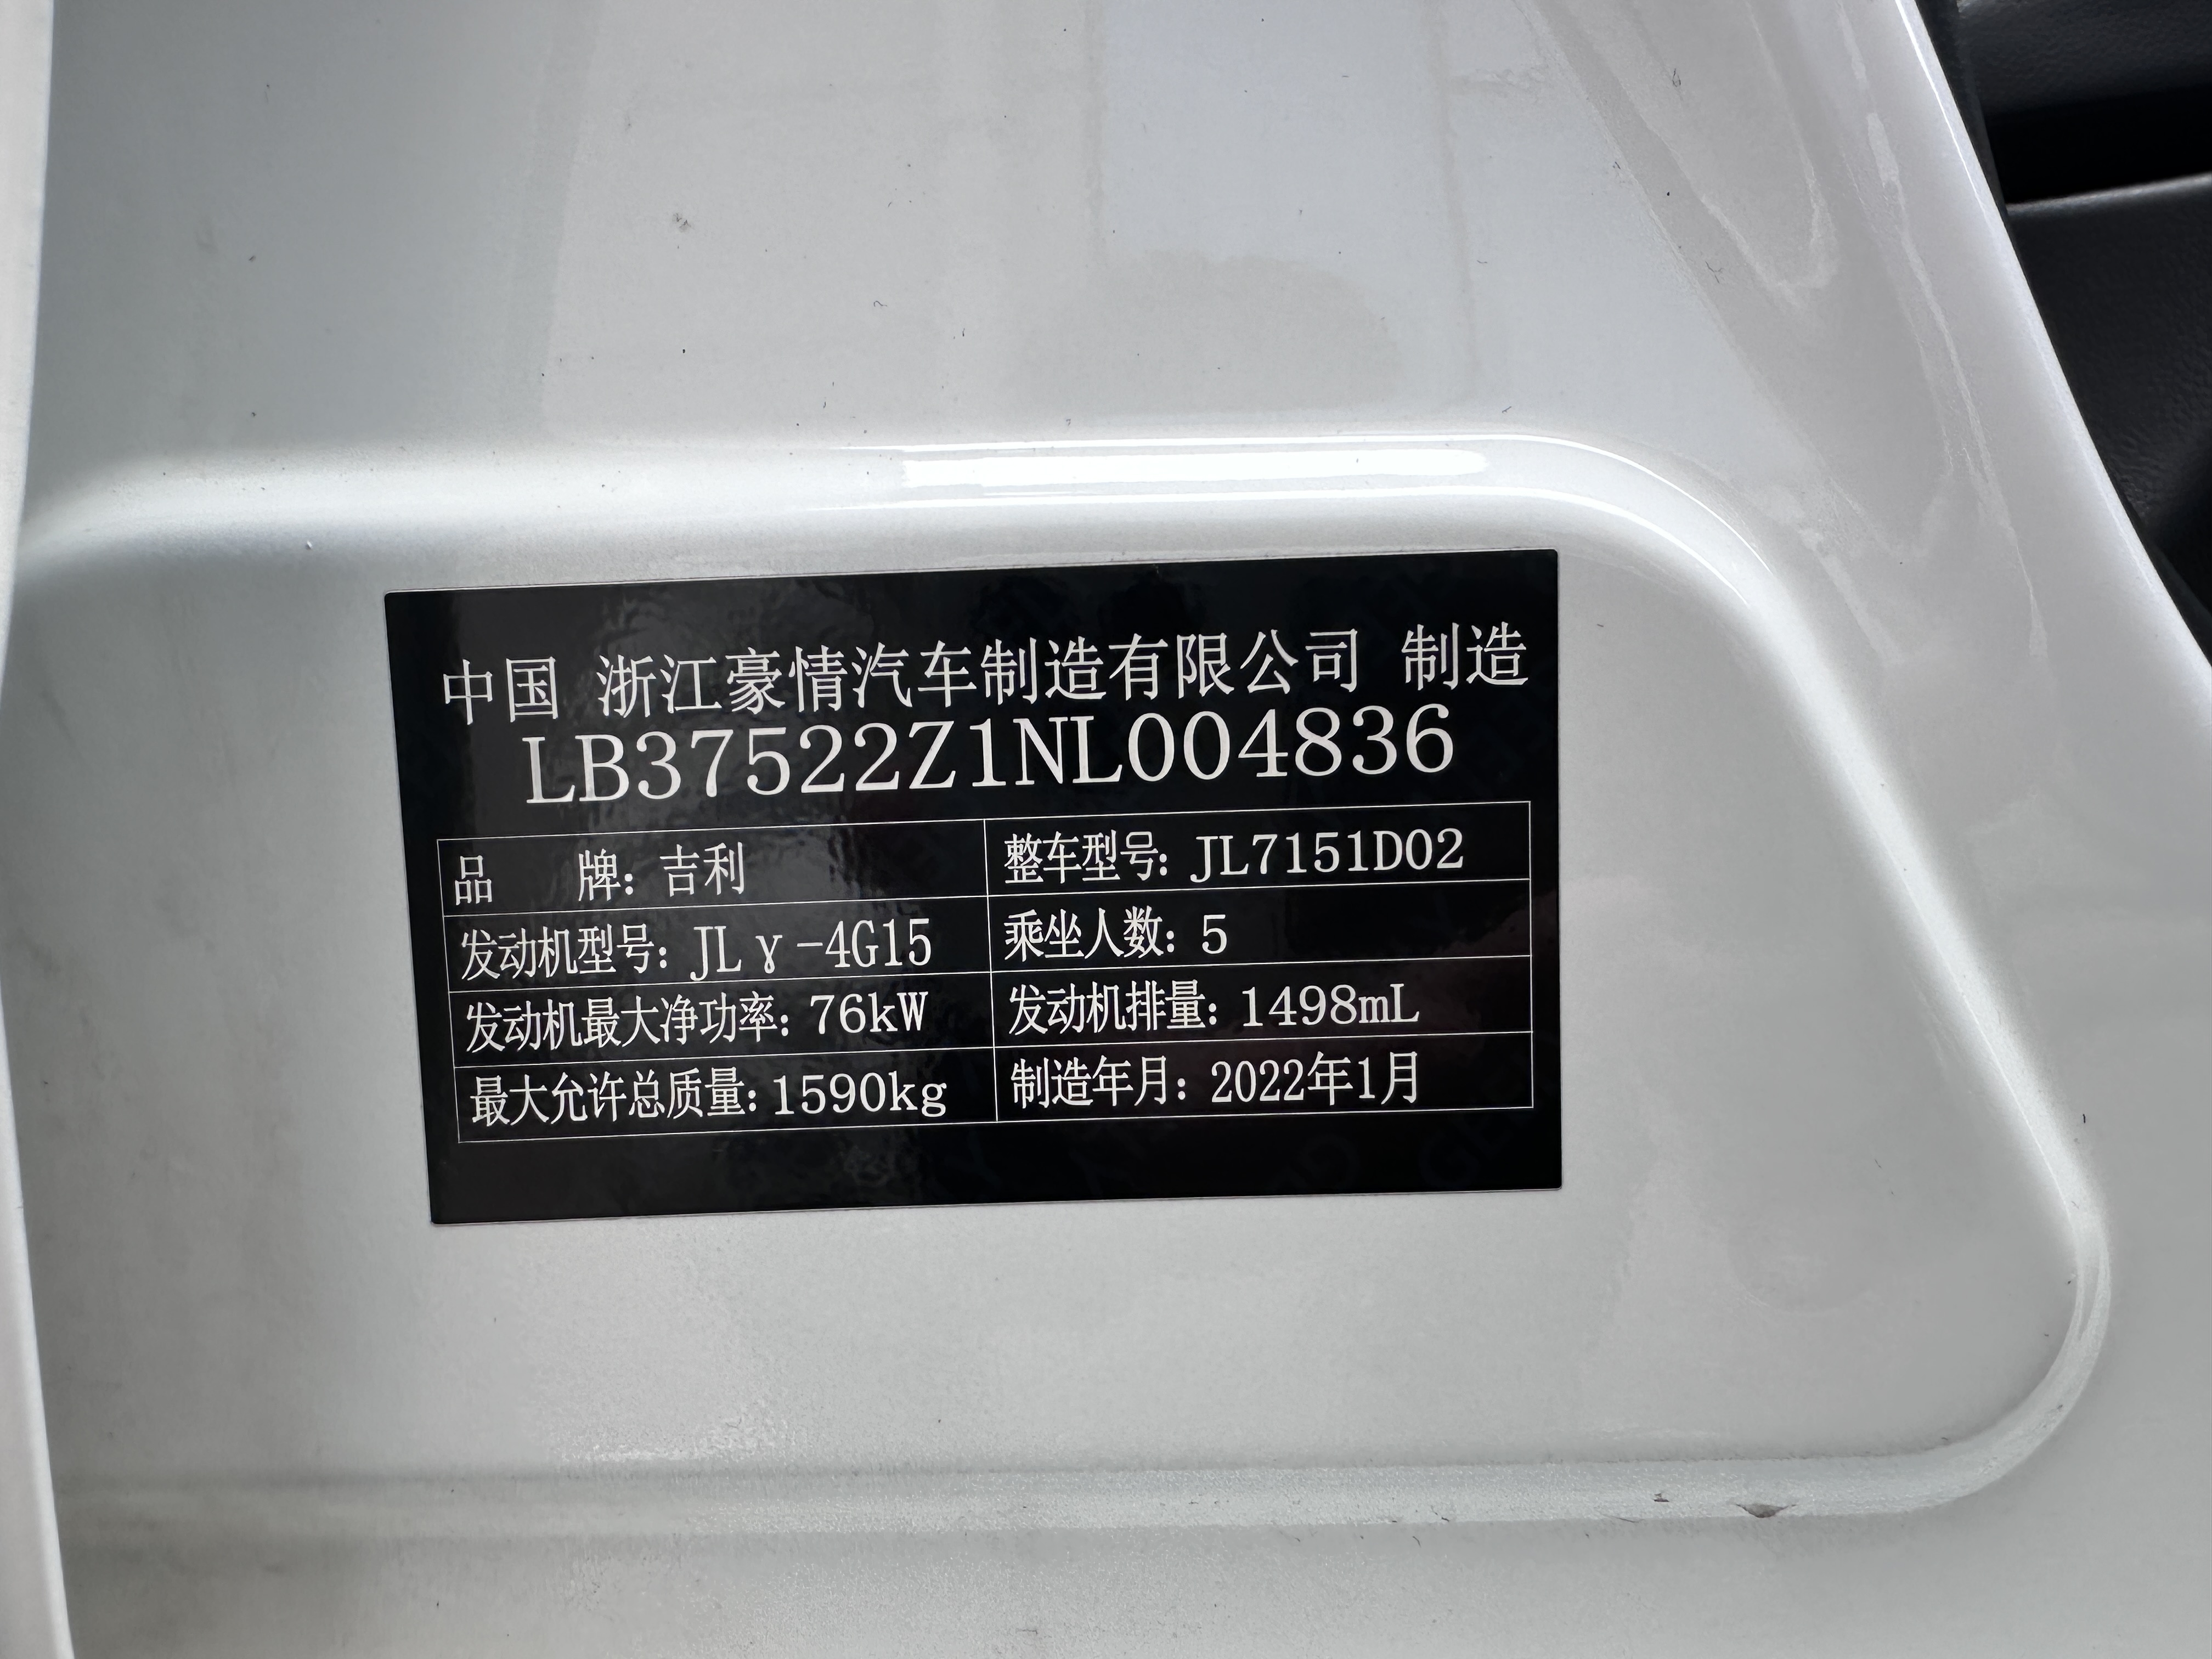 中国 浙江豪情汽车制造有限公司 制造
LB37522Z1NL004836
品 牌：吉利 整车型号：JL7151D02
发动机型号：JLγ-4G15 乘坐人数：5
发动机最大净功率：76kW 发动机排量：1498mL
最大允许总质量：1590kg 制造年月：2022年1月